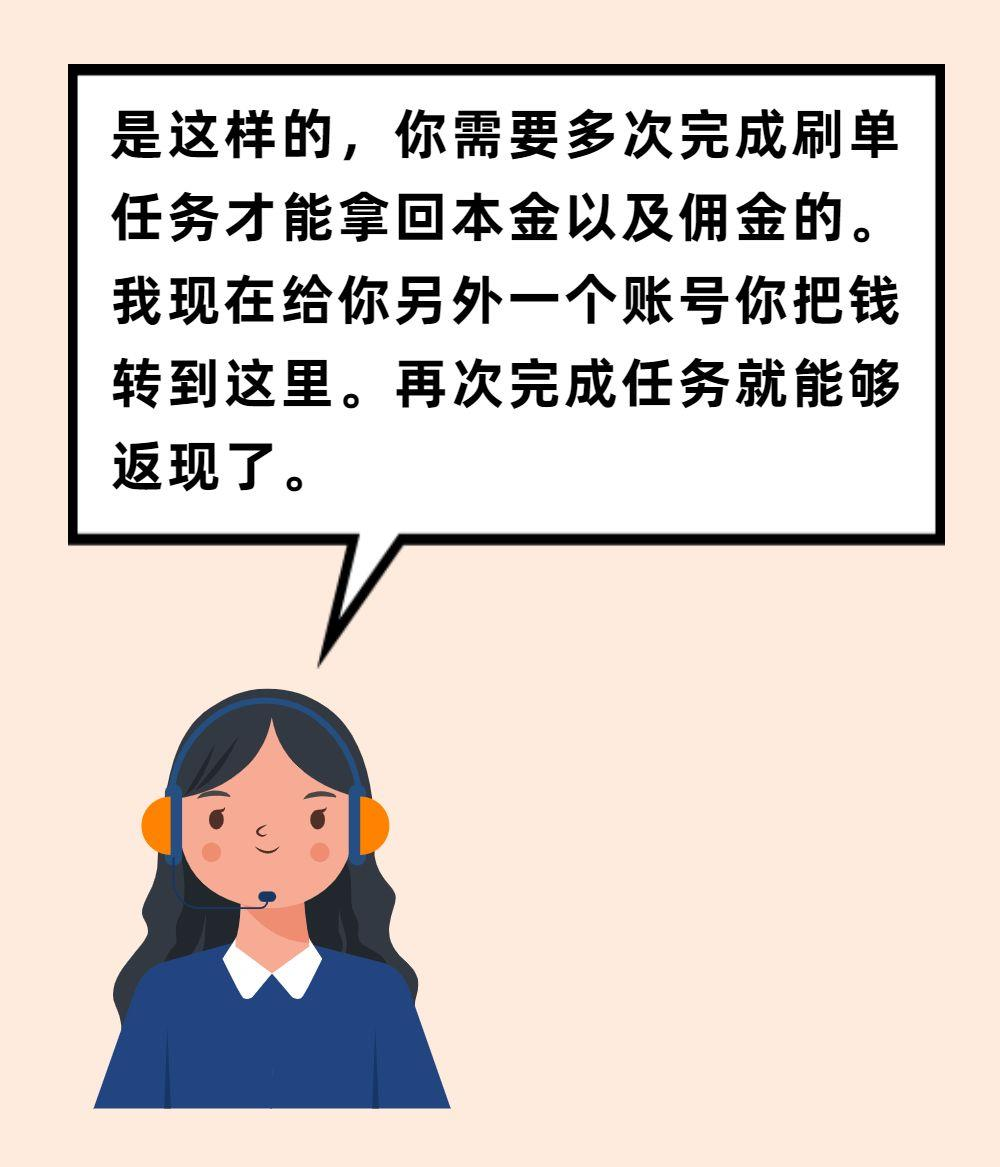 是这样的，你需要多次完成刷单
任务才能拿回本金以及佣金的。
我现在给你另外一个账号你把钱
转到这里。再次完成任务就能够
返现了。